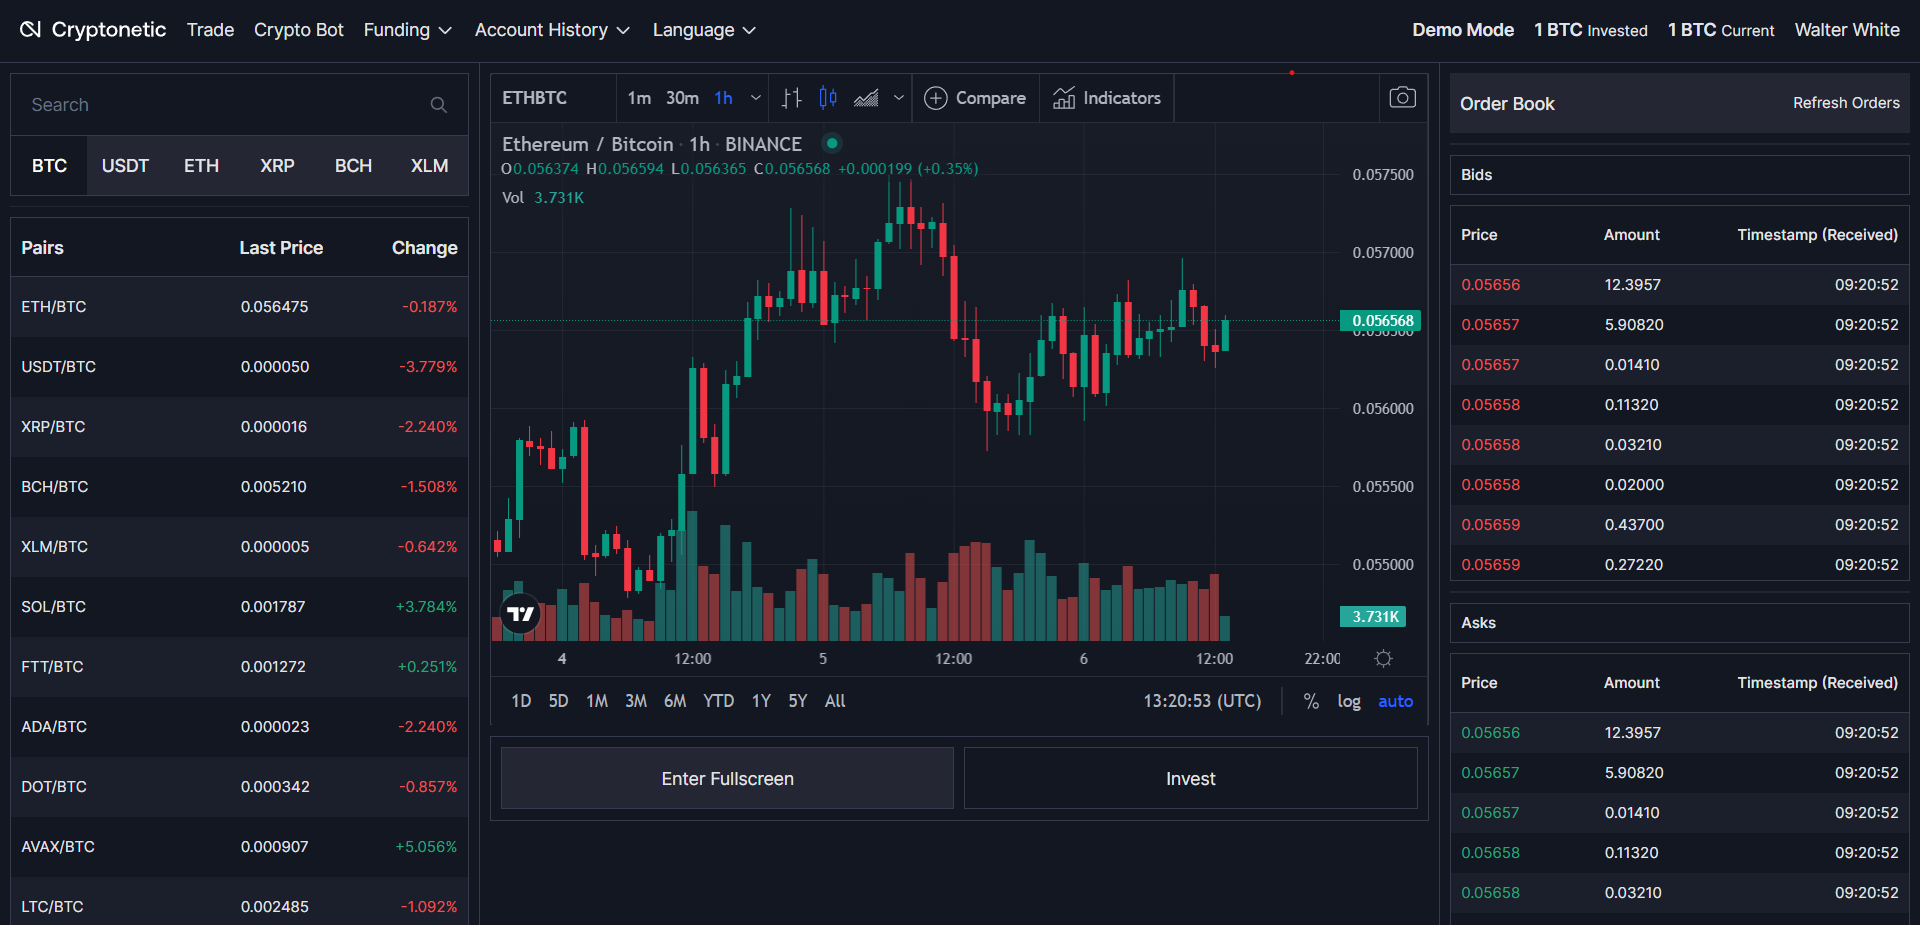 Cryptonetic Trade Crypto Bot Funding Account History Language Demo Mode 1 BTC Invested 1 BTC Current Walter White
Search
BTC USDT ETH XRP BCH XLM
Pairs Last Price Change
ETH/BTC 0.056475 -0.187%
USDT/BTC 0.000050 -3.779%
XRP/BTC 0.000016 -2.240%
BCH/BTC 0.005210 -1.508%
XLM/BTC 0.000005 -0.642%
SOL/BTC 0.001787 +3.784%
FTT/BTC 0.001272 +0.251%
ADA/BTC 0.000023 -2.240%
DOT/BTC 0.000342 -0.857%
AVAX/BTC 0.000907 +5.056%
LTC/BTC 0.002485 -1.092%
ETHBTC 1m 30m 1h Compare Indicators
Ethereum / Bitcoin · 1h · BINANCE
O0.056374 H0.056594 L0.056365 C0.056568 +0.000199 (+0.35%)
Vol 3.731K
0.057500
0.057000
0.056568
0.056500
0.056000
0.055500
0.055000
3.731K
4 12:00 5 12:00 6 12:00 22:00
1D 5D 1M 3M 6M YTD 1Y 5Y All 13:20:53 (UTC) % log auto
Enter Fullscreen Invest
Order Book Refresh Orders
Bids
Price Amount Timestamp (Received)
0.05656 12.3957 09:20:52
0.05657 5.90820 09:20:52
0.05657 0.01410 09:20:52
0.05658 0.11320 09:20:52
0.05658 0.03210 09:20:52
0.05658 0.02000 09:20:52
0.05659 0.43700 09:20:52
0.05659 0.27220 09:20:52
Asks
Price Amount Timestamp (Received)
0.05656 12.3957 09:20:52
0.05657 5.90820 09:20:52
0.05657 0.01410 09:20:52
0.05658 0.11320 09:20:52
0.05658 0.03210 09:20:52